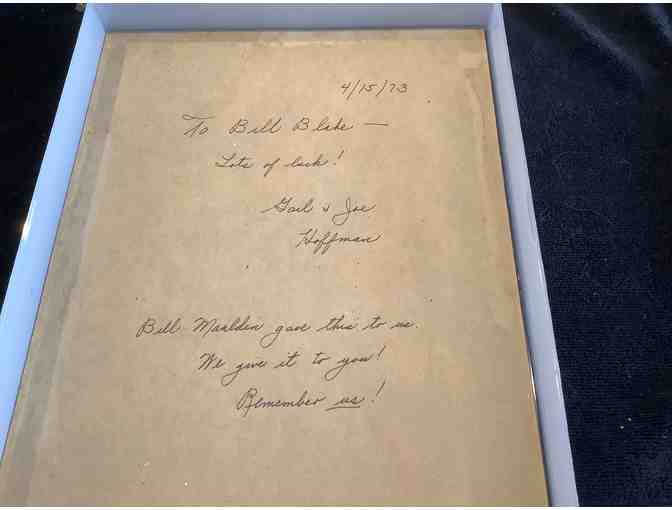 4/15/73
To Bill Blake —
Lots of luck!
Gail & Joe
Hoffman
Bill Mauldin gave this to us.
We give it to you!
Remember us!